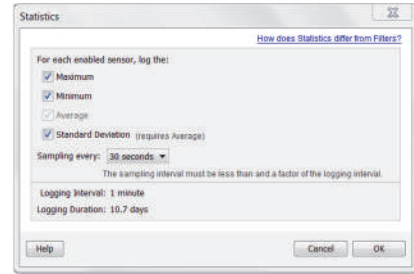 Statistics
How does Statistics differ from Filters?
For each enabled sensor, log the:
Maximum
Minimum
Average
Standard Deviation (requires Average)
Sampling every: 30 seconds
The sampling interval must be less than and a factor of the logging interval.
Logging Interval: 1 minute
Logging Duration: 10.7 days
Help Cancel OK